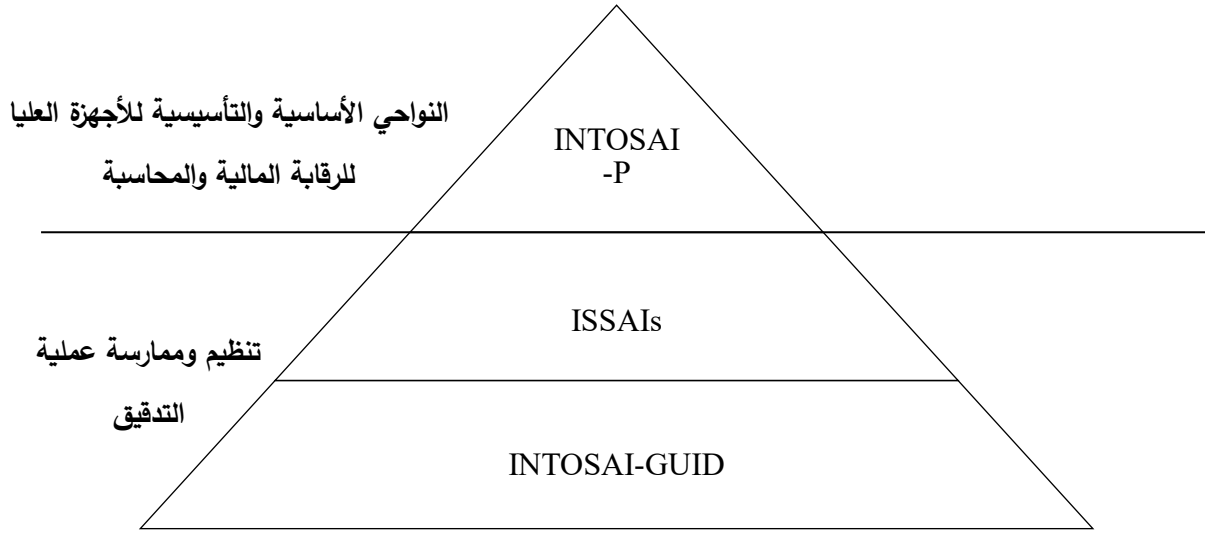 النواحي الأساسية والتأسيسية للأجهزة العليا
للرقابة المالية والمحاسبة
INTOSAI
-P
ISSAIs
تنظيم وممارسة عملية
التدقيق
INTOSAI-GUID